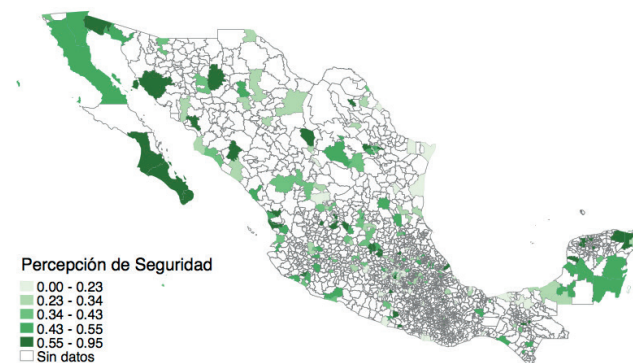 Percepción de Seguridad
0.00 - 0.23
0.23 - 0.34
0.34 - 0.43
0.43 - 0.55
0.55 - 0.95
Sin datos